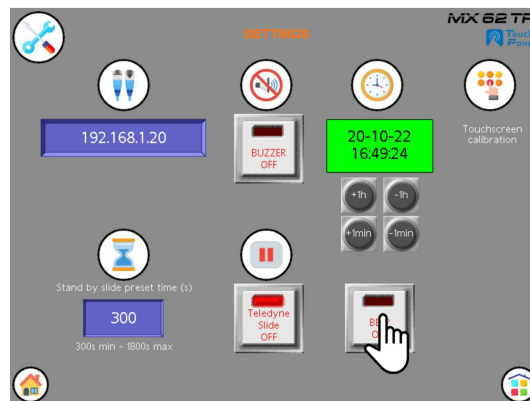 MX 62 TP
SETTINGS
Touch
Panel
192.168.1.20
BUZZER
OFF
20-10-22
16:49:24
Touchscreen
calibration
+1h
-1h
+1min
-1min
Stand by slide preset time (s)
300
300s min - 1800s max
Teledyne
Slide
OFF